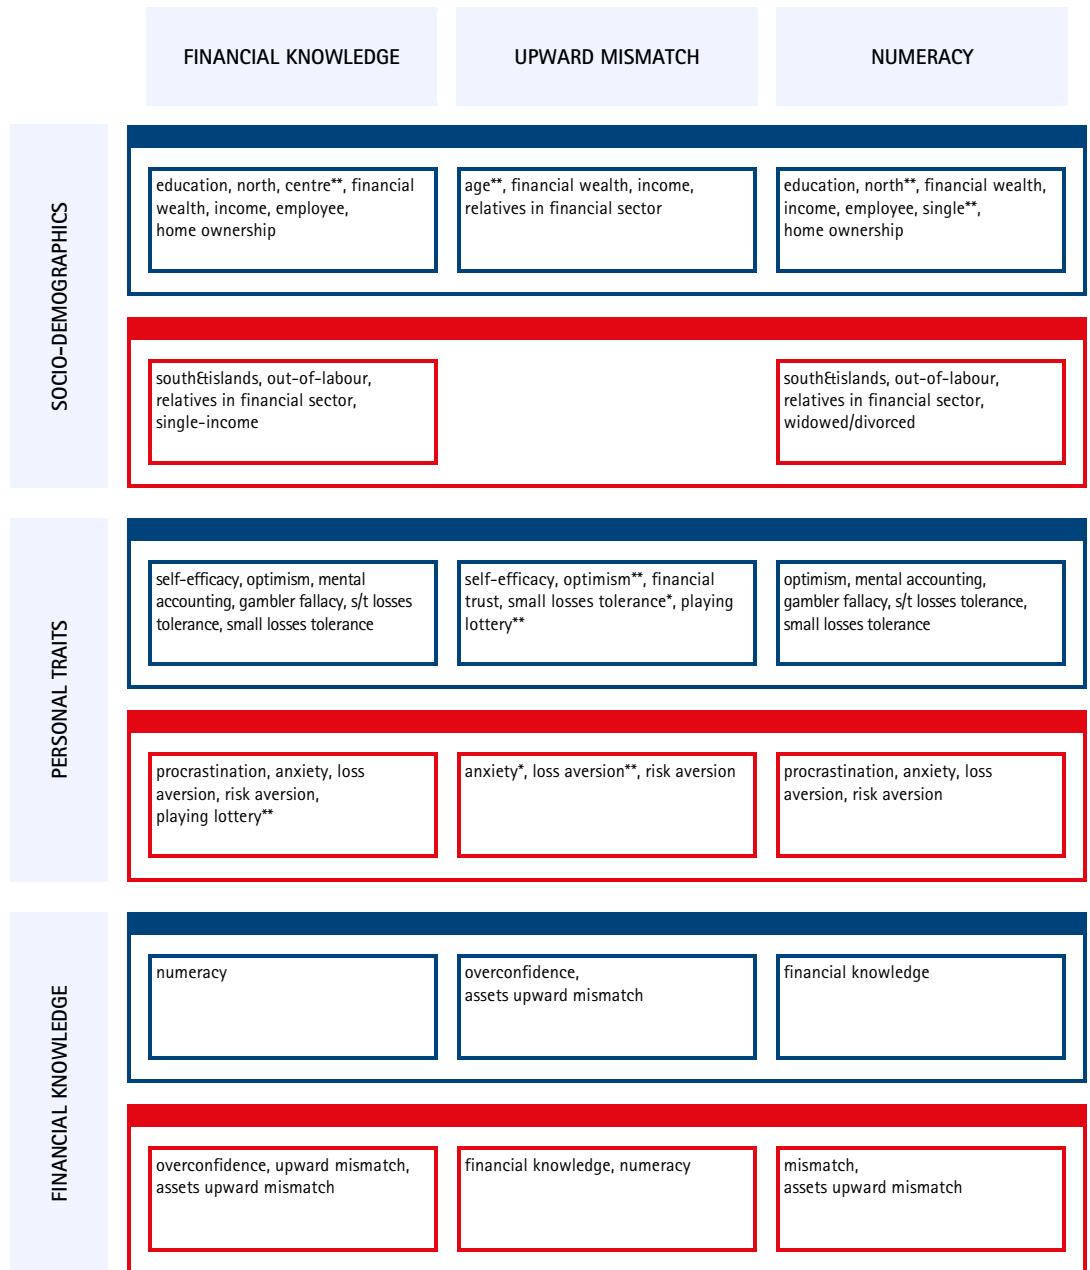 FINANCIAL KNOWLEDGE
UPWARD MISMATCH
NUMERACY
SOCIO-DEMOGRAPHICS
education, north, centre**, financial
wealth, income, employee,
home ownership
age**, financial wealth, income,
relatives in financial sector
education, north**, financial wealth,
income, employee, single**,
home ownership
south&islands, out-of-labour,
relatives in financial sector,
single-income
south&islands, out-of-labour,
relatives in financial sector,
widowed/divorced
PERSONAL TRAITS
self-efficacy, optimism, mental
accounting, gambler fallacy, s/t losses
tolerance, small losses tolerance
self-efficacy, optimism**, financial
trust, small losses tolerance*, playing
lottery**
optimism, mental accounting,
gambler fallacy, s/t losses tolerance,
small losses tolerance
procrastination, anxiety, loss
aversion, risk aversion,
playing lottery**
anxiety*, loss aversion**, risk aversion
procrastination, anxiety, loss
aversion, risk aversion
FINANCIAL KNOWLEDGE
numeracy
overconfidence,
assets upward mismatch
financial knowledge
overconfidence, upward mismatch,
assets upward mismatch
financial knowledge, numeracy
mismatch,
assets upward mismatch